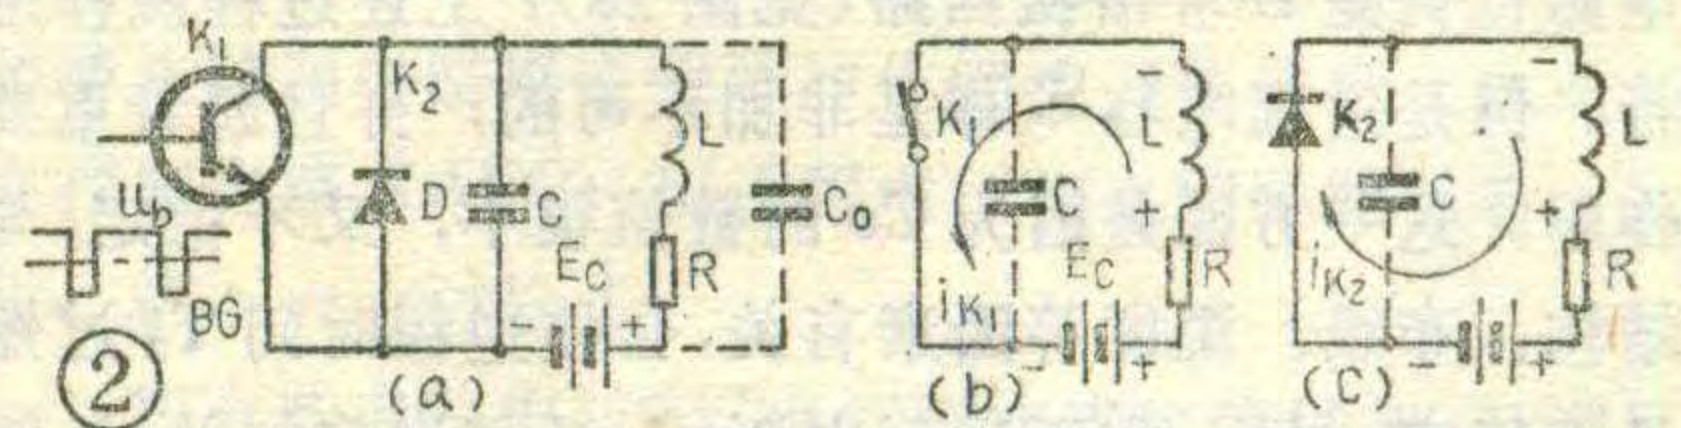 K1
K2
L
D
C
C0
ub
EC
R
- +
BG
②
(a)
K1
-
L
C
+
EC
R
iK1
- +
(b)
K2
-
L
C
+
iK2
R
- +
(C)